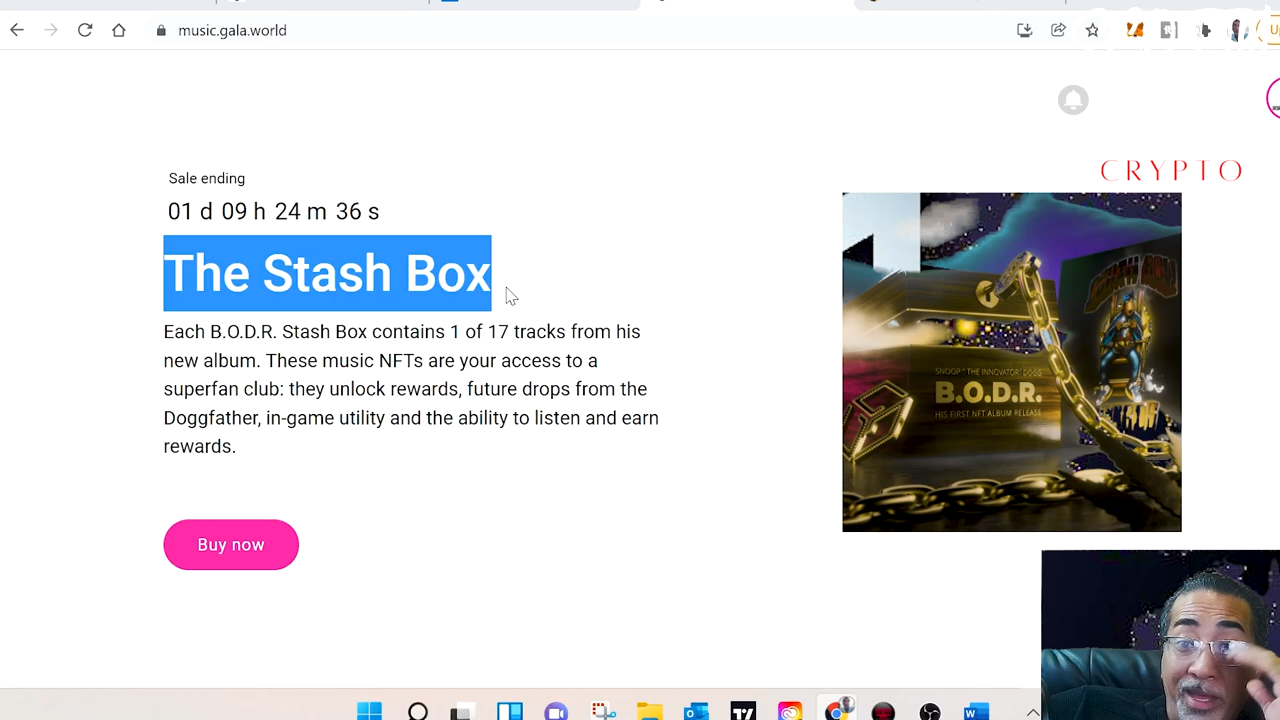 music.gala.world
Sale ending
01 d 09 h 24 m 36 s
CRYPTO
The Stash Box
Each B.O.D.R. Stash Box contains 1 of 17 tracks from his
new album. These music NFTs are your access to a
superfan club: they unlock rewards, future drops from the
Doggfather, in-game utility and the ability to listen and earn
rewards.
SNOOP "THE INNOVATOR" DOGG
B.O.D.R.
HIS FIRST NFT ALBUM RELEASE
Buy now